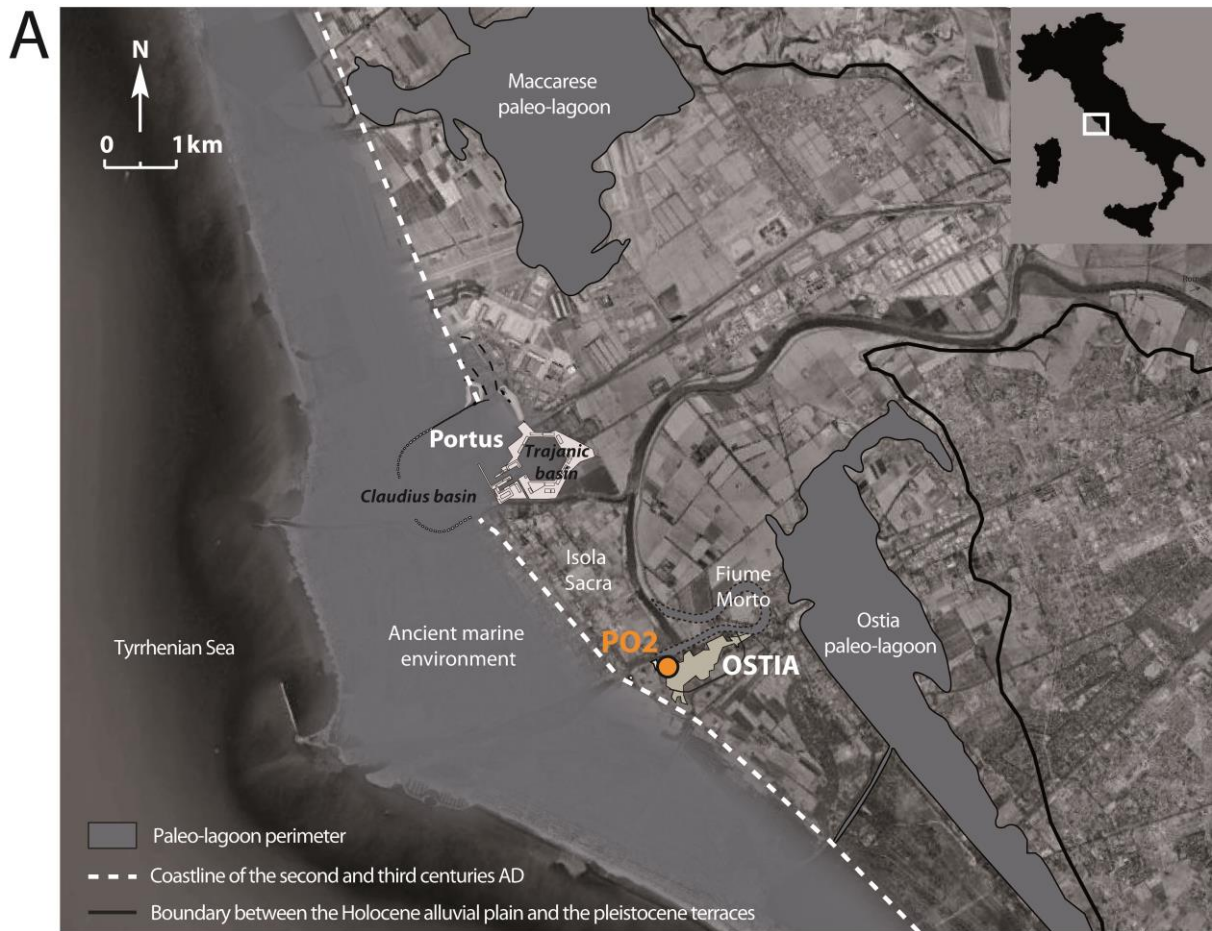 A
N
0 1km
Maccarese
paleo-lagoon
Portus
Trajanic
basin
Claudius basin
Isola
Sacra
Fiume
Morto
Ostia
paleo-lagoon
PO2
OSTIA
Ancient marine
environment
Tyrrhenian Sea
Paleo-lagoon perimeter
Coastline of the second and third centuries AD
Boundary between the Holocene alluvial plain and the pleistocene terraces